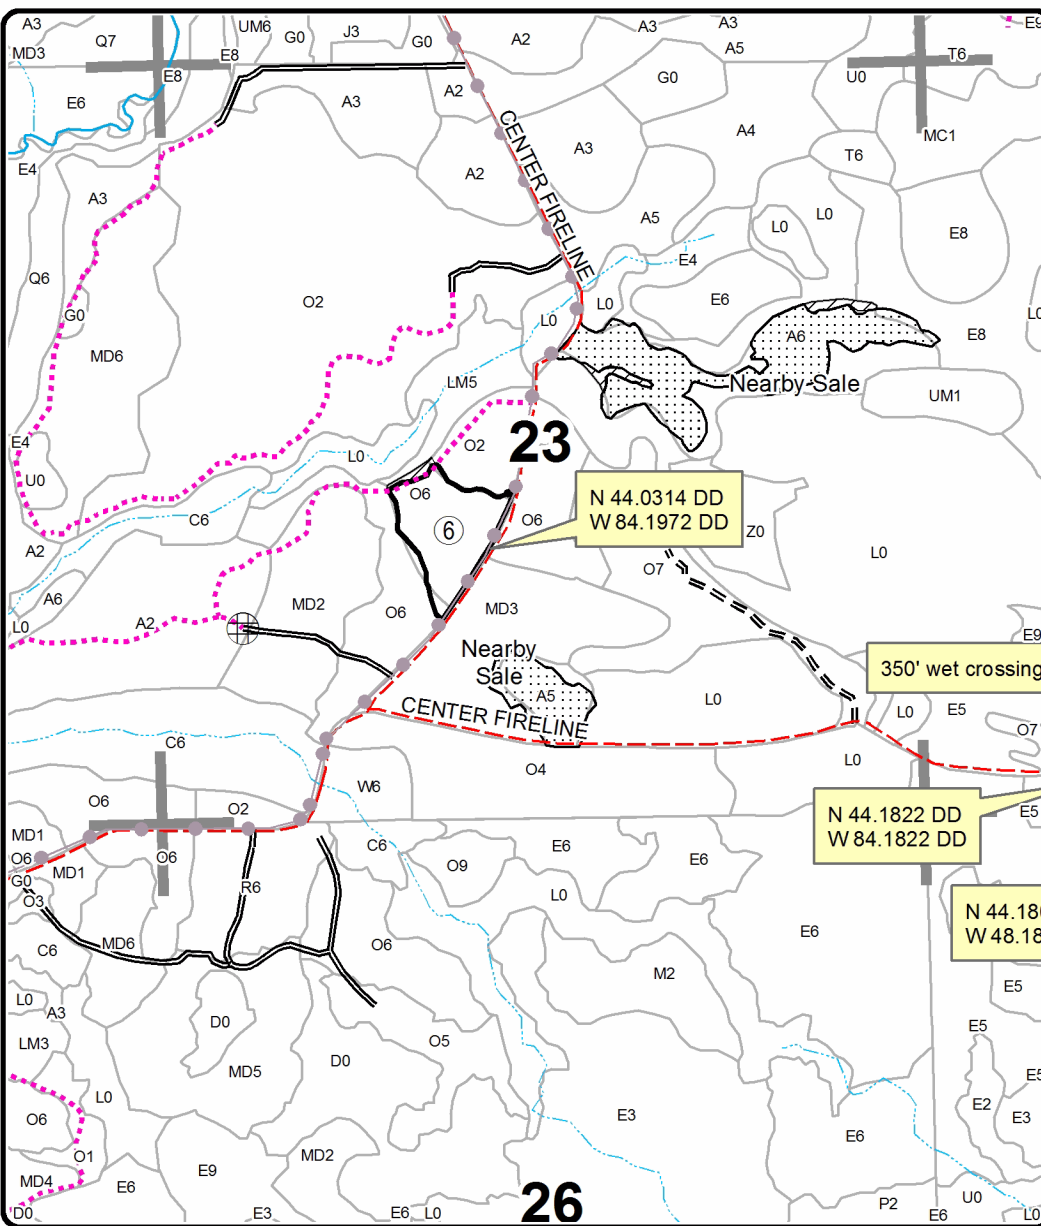 A3
UM6
J3
A3
A3
E9
MD3
Q7
G0
G0
A2
E8
A5
T6
E8
U0
G0
E6
A3
A2
A4
MC1
CENTER FIRELINE
A3
T6
E4
A2
A3
A5
L0
L0
E8
Q6
E4
O2
L0
E6
L0
G0
L0
A6
E8
MD6
Nearby Sale
LM5
UM1
E4
O2
23
L0
U0
O6
N 44.0314 DD
W 84.1972 DD
C6
O6
6
Z0
A2
L0
O7
A6
MD2
O6
MD3
L0
A2
E9
Nearby
Sale
350' wet crossing
A5
L0
CENTER FIRELINE
L0
E5
O7
C6
L0
O4
W6
O6
O2
N 44.1822 DD
W 84.1822 DD
E5
MD1
O6
O6
C6
O9
E6
E6
MD1
G0
R6
L0
O3
N 44.18
W 48.18
C6
MD6
O6
E6
M2
L0
A3
E5
D0
E5
LM3
O5
D0
MD5
E5
L0
E2
E3
O6
E3
E6
O1
MD2
E9
MD4
E6
U0
26
P2
D0
E3
E6
L0
E6
L0